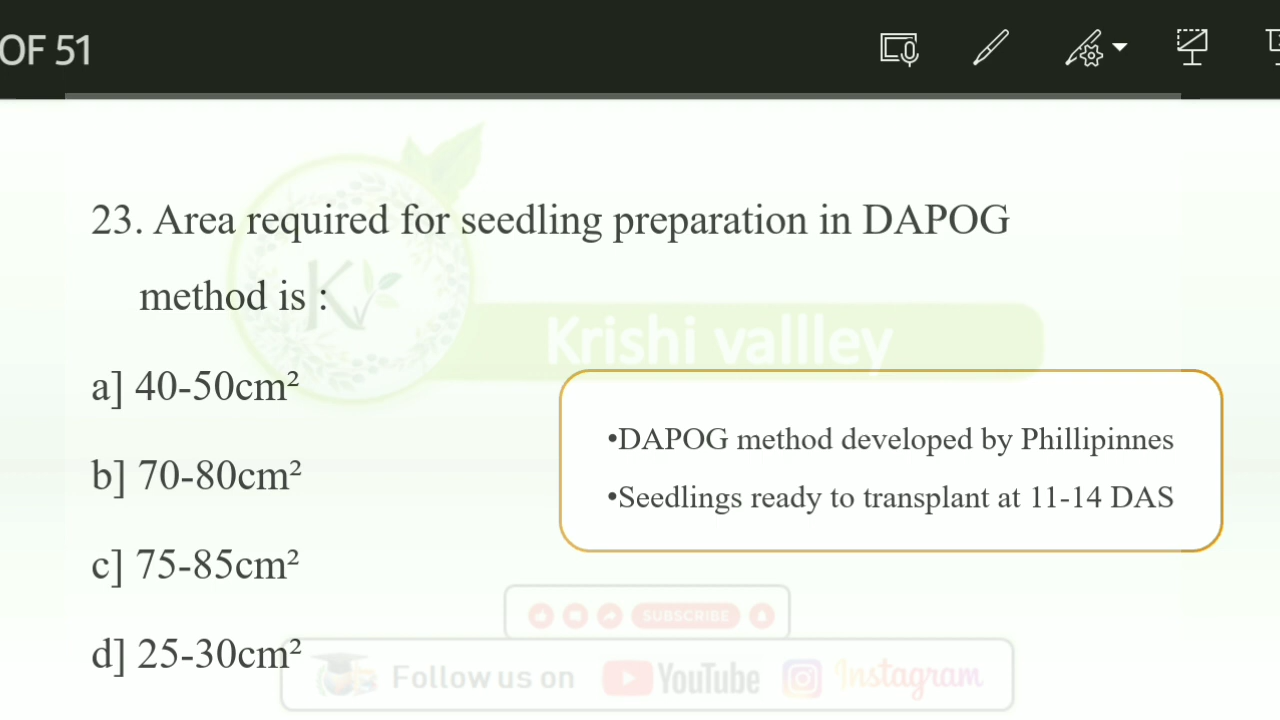 OF 51
23. Area required for seedling preparation in DAPOG
method is :
Krishi vallley
a] 40-50cm²
•DAPOG method developed by Phillipinnes
b] 70-80cm²
•Seedlings ready to transplant at 11-14 DAS
c] 75-85cm²
SUBSCRIBE
d] 25-30cm²
Follow us on YouTube Instagram